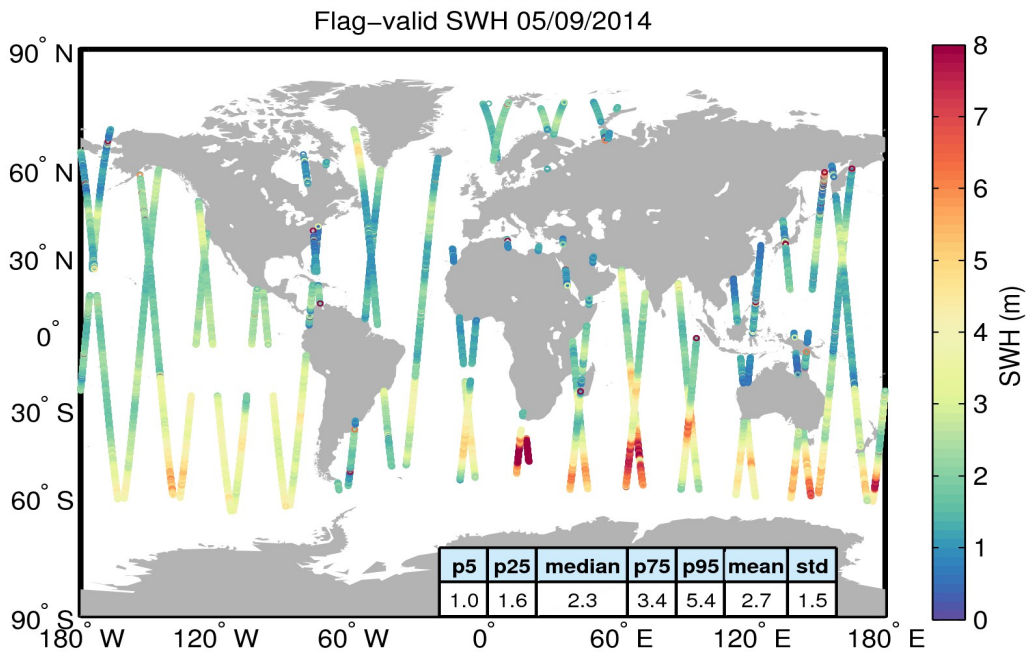 Flag−valid SWH 05/09/2014
90° N
60° N
30° N
0°
30° S
60° S
90° S
180° W
120° W
60° W
0°
60° E
120° E
180° E
p5 p25 median p75 p95 mean std
1.0 1.6 2.3 3.4 5.4 2.7 1.5
8
7
6
5
4
3
2
1
0
SWH (m)